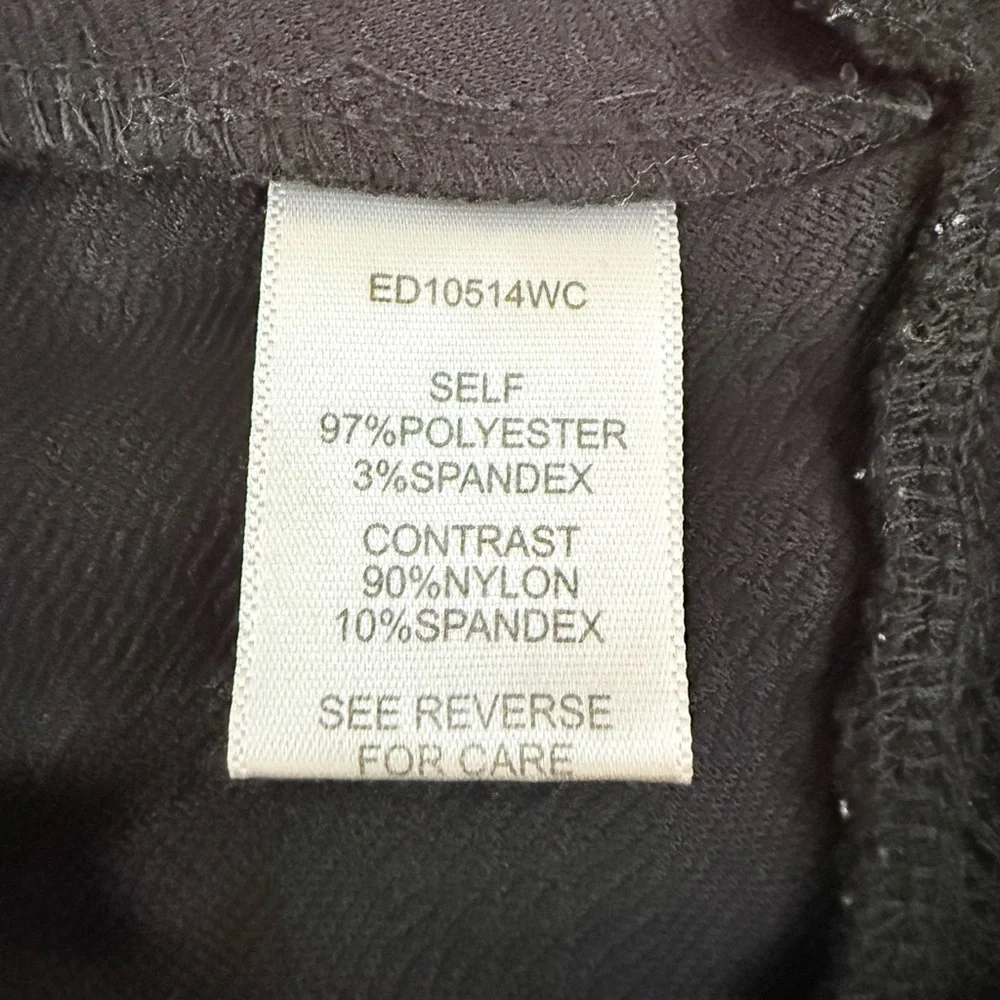 ED10514WC
SELF
97%POLYESTER
3%SPANDEX
CONTRAST
90%NYLON
10%SPANDEX
SEE REVERSE
FOR CARE